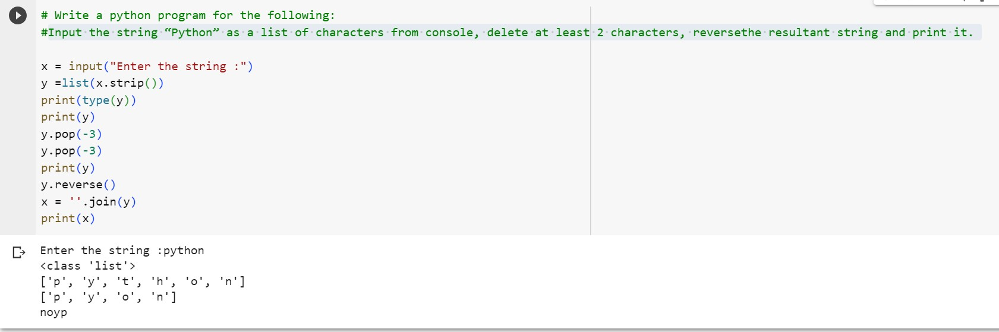 # Write a python program for the following:
#Input the string “Python” as a list of characters from console, delete at least 2 characters, reversethe resultant string and print it.
x = input("Enter the string :")
y =list(x.strip())
print(type(y))
print(y)
y.pop(-3)
y.pop(-3)
print(y)
y.reverse()
x = ''.join(y)
print(x)
Enter the string :python
<class 'list'>
['p', 'y', 't', 'h', 'o', 'n']
['p', 'y', 'o', 'n']
noyp